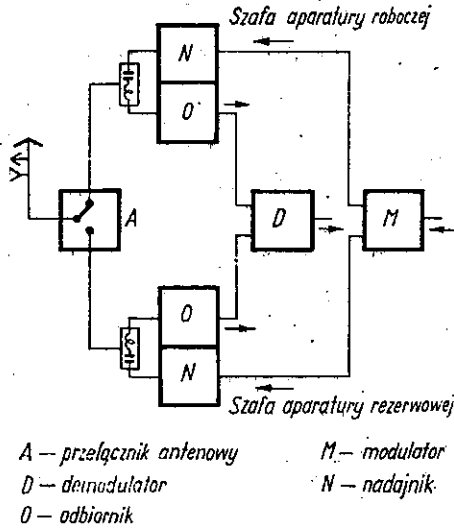 Szafa aparatury roboczej
N
O
Y
A
D
M
O
N
Szafa aparatury rezerwowej
A — przełącznik antenowy
D — demodulator
O — odbiornik
M — modulator
N — nadajnik